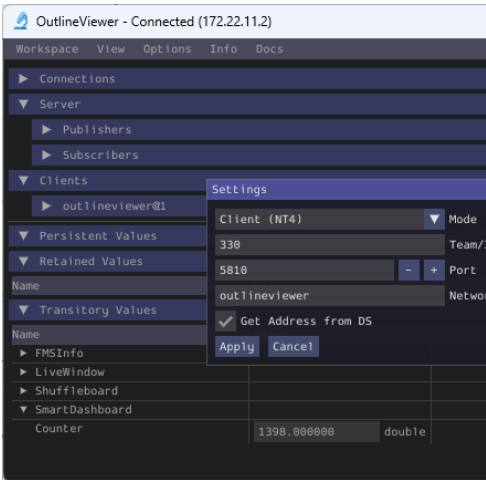 OutlineViewer - Connected (172.22.11.2)
Workspace View Options Info Docs
Connections
Server
Publishers
Subscribers
Clients
outlineviewer@1
Persistent Values
Retained Values
Name
Transitory Values
Name
FMSInfo
LiveWindow
Shuffleboard
SmartDashboard
Counter 1398.000000 double
Settings
Client (NT4) Mode
330 Team/
5810 - + Port
outlineviewer Networ
Get Address from DS
Apply Cancel